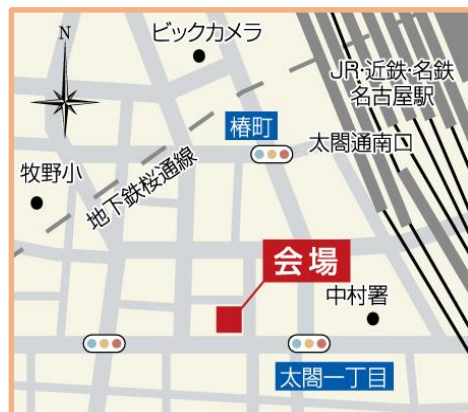 N
ビックカメラ
JR・近鉄・名鉄
名古屋駅
椿町
太閤通南口
牧野小
地下鉄桜通線
会場
中村署
太閤一丁目